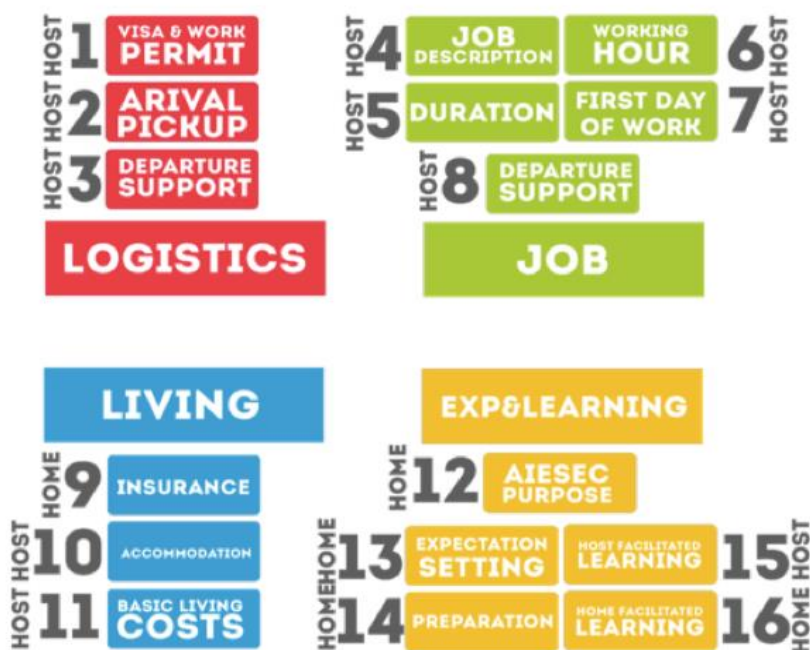 HOST 1 VISA & WORK
PERMIT
HOST 2 ARIVAL
PICKUP
HOST 3 DEPARTURE
SUPPORT
LOGISTICS
HOST 4 JOB
DESCRIPTION
WORKING
HOUR 6 HOST
HOST 5 DURATION
FIRST DAY
OF WORK 7 HOST
HOST 8 DEPARTURE
SUPPORT
JOB
LIVING
HOME 9 INSURANCE
HOST 10 ACCOMMODATION
HOST 11 BASIC LIVING
COSTS
EXP&LEARNING
HOME 12 AIESEC
PURPOSE
HOME 13 EXPECTATION
SETTING
HOST FACILITATED
LEARNING 15 HOST
HOME 14 PREPARATION
HOME FACILITATED
LEARNING 16 HOME